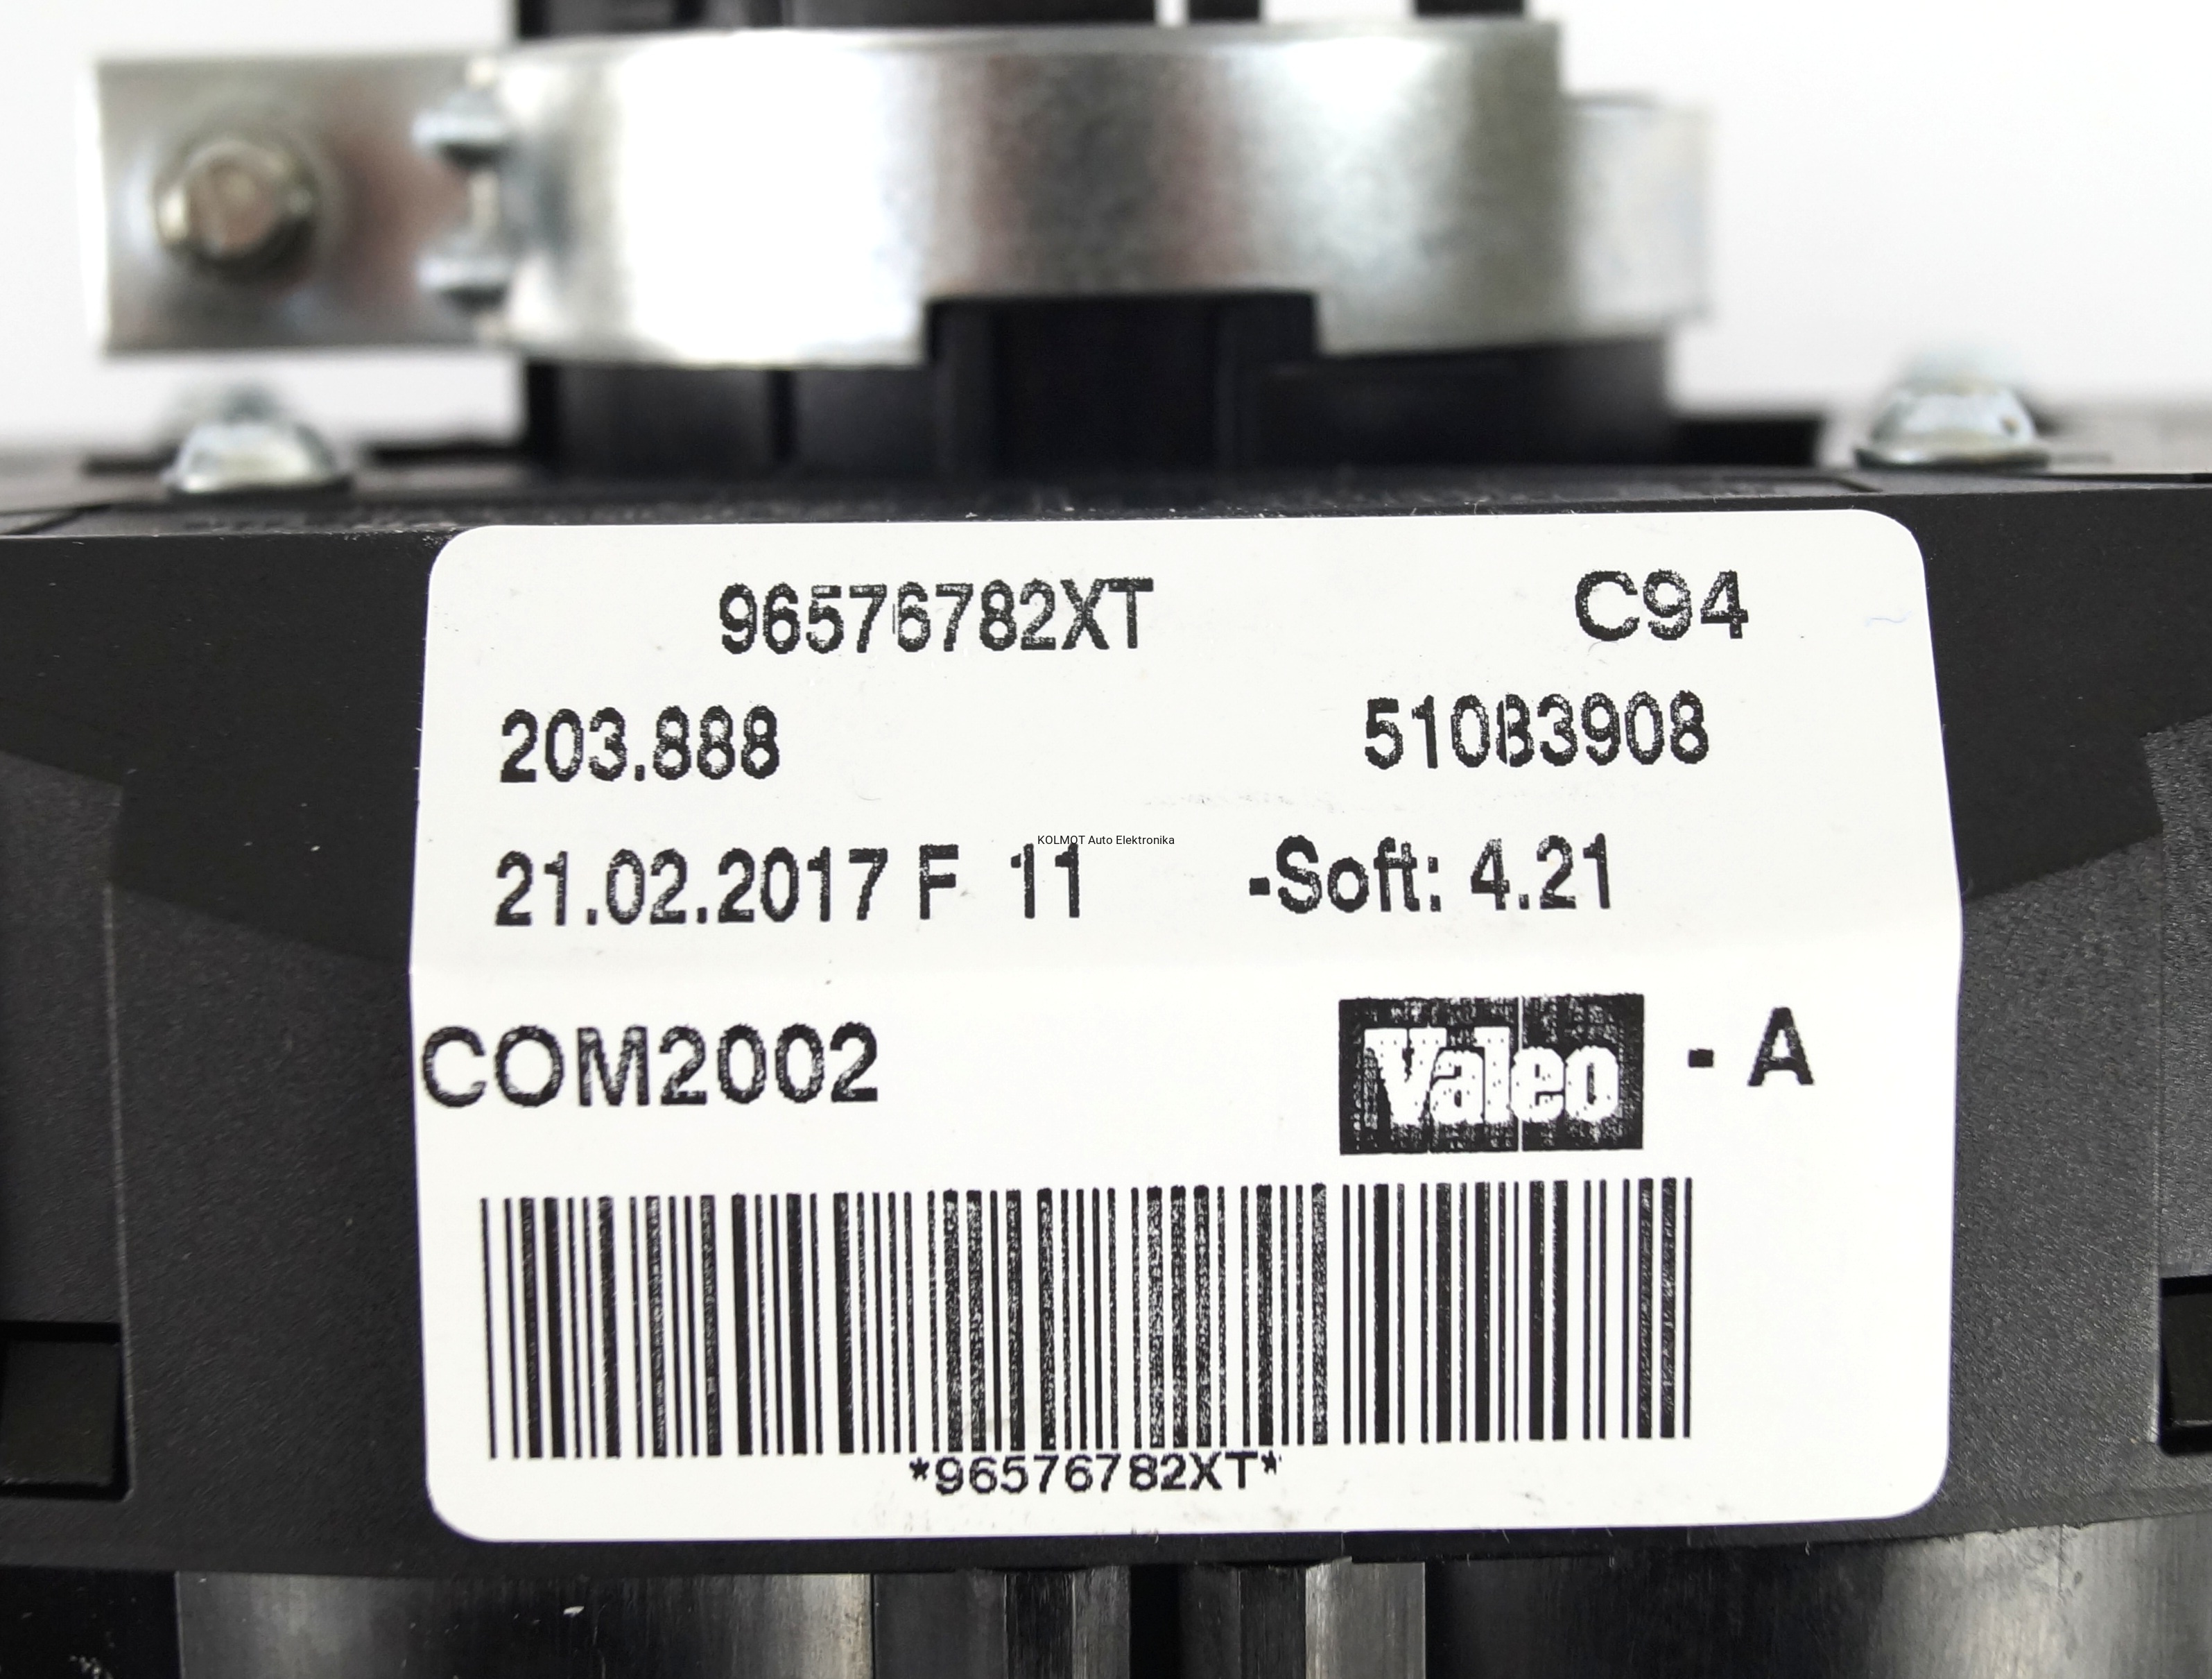 96576782XT C94
203.888 51083908
KOLMOT Auto Elektronika
21.02.2017 F 11 -Soft: 4.21
COM2002 Valeo - A
*96576782XT*